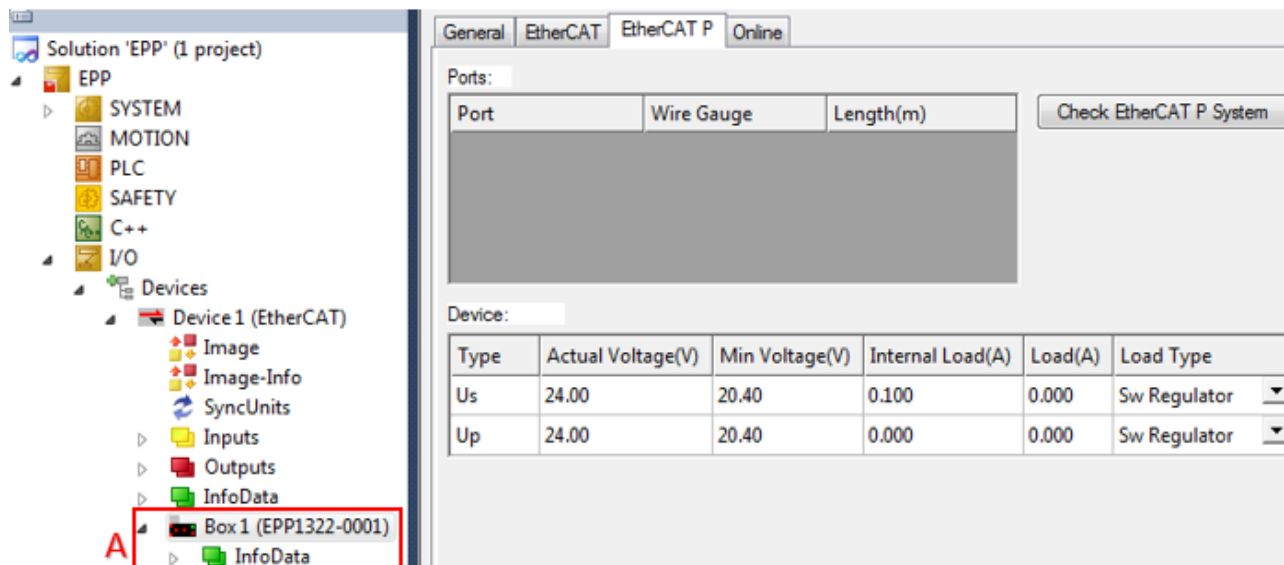 Solution 'EPP' (1 project)
EPP
SYSTEM
MOTION
PLC
SAFETY
C++
I/O
Devices
Device 1 (EtherCAT)
Image
Image-Info
SyncUnits
Inputs
Outputs
InfoData
Box 1 (EPP1322-0001)
A
InfoData
General EtherCAT EtherCAT P Online
Ports:
Port Wire Gauge Length(m)
Check EtherCAT P System
Device:
Type Actual Voltage(V) Min Voltage(V) Internal Load(A) Load(A) Load Type
Us 24.00 20.40 0.100 0.000 Sw Regulator
Up 24.00 20.40 0.000 0.000 Sw Regulator